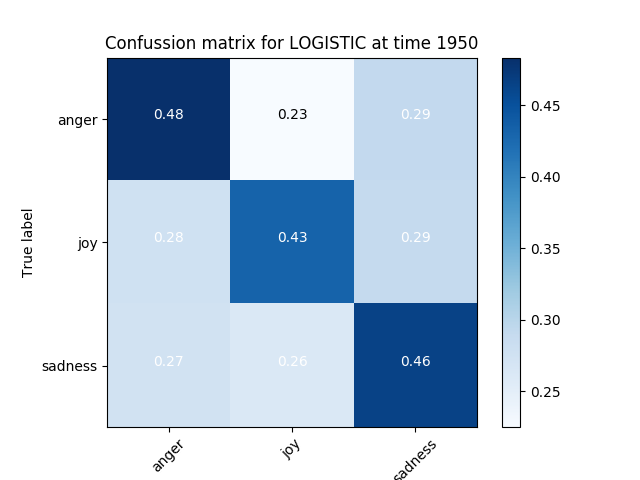 Confussion matrix for LOGISTIC at time 1950
True label
anger 0.48 0.23 0.29
joy 0.28 0.43 0.29
sadness 0.27 0.26 0.46
anger joy sadness
0.45
0.40
0.35
0.30
0.25